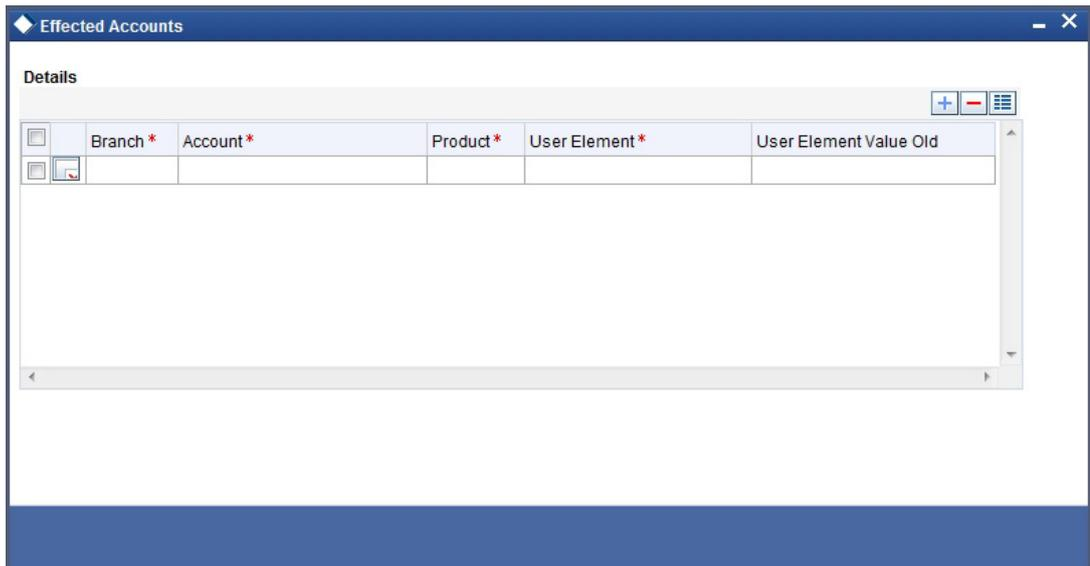 Effected Accounts
Details
Branch * Account * Product * User Element * User Element Value Old